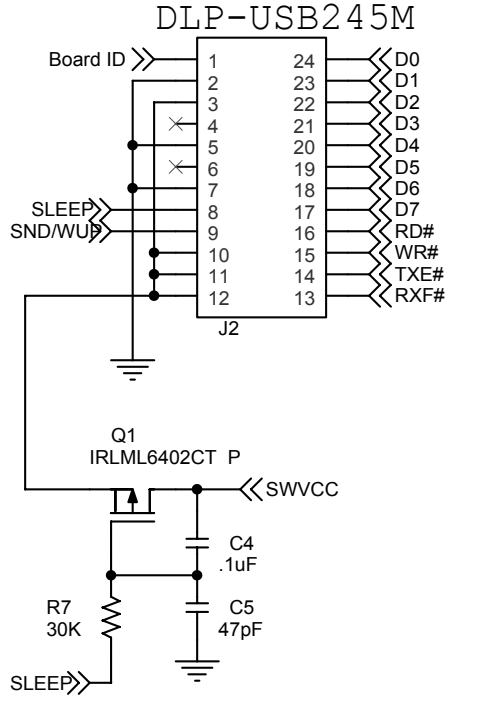 DLP-USB245M
Board ID 1 24 D0
2 23 D1
3 22 D2
4 21 D3
5 20 D4
6 19 D5
7 18 D6
SLEEP 8 17 D7
SND/WUP 9 16 RD#
10 15 WR#
11 14 TXE#
12 13 RXF#
J2
Q1
IRLML6402CT P
SWVCC
C4
.1uF
R7 C5
30K 47pF
SLEEP